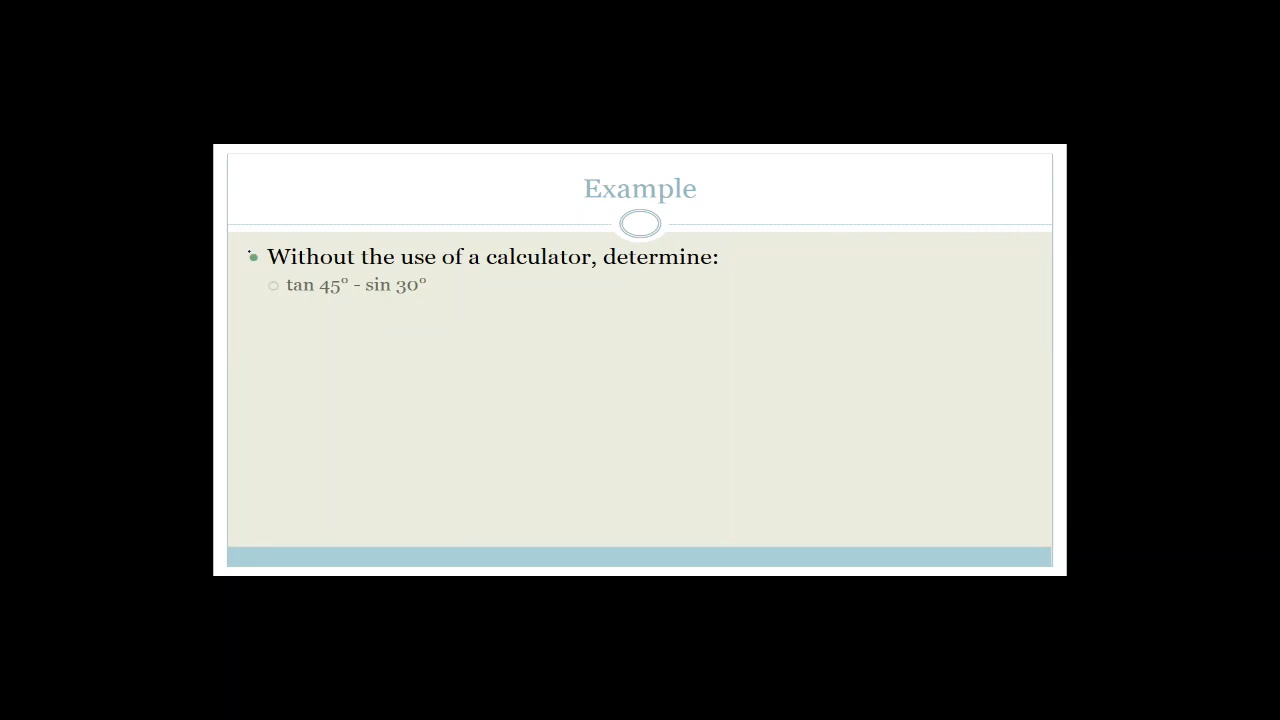 Example
Without the use of a calculator, determine:
tan 45° - sin 30°